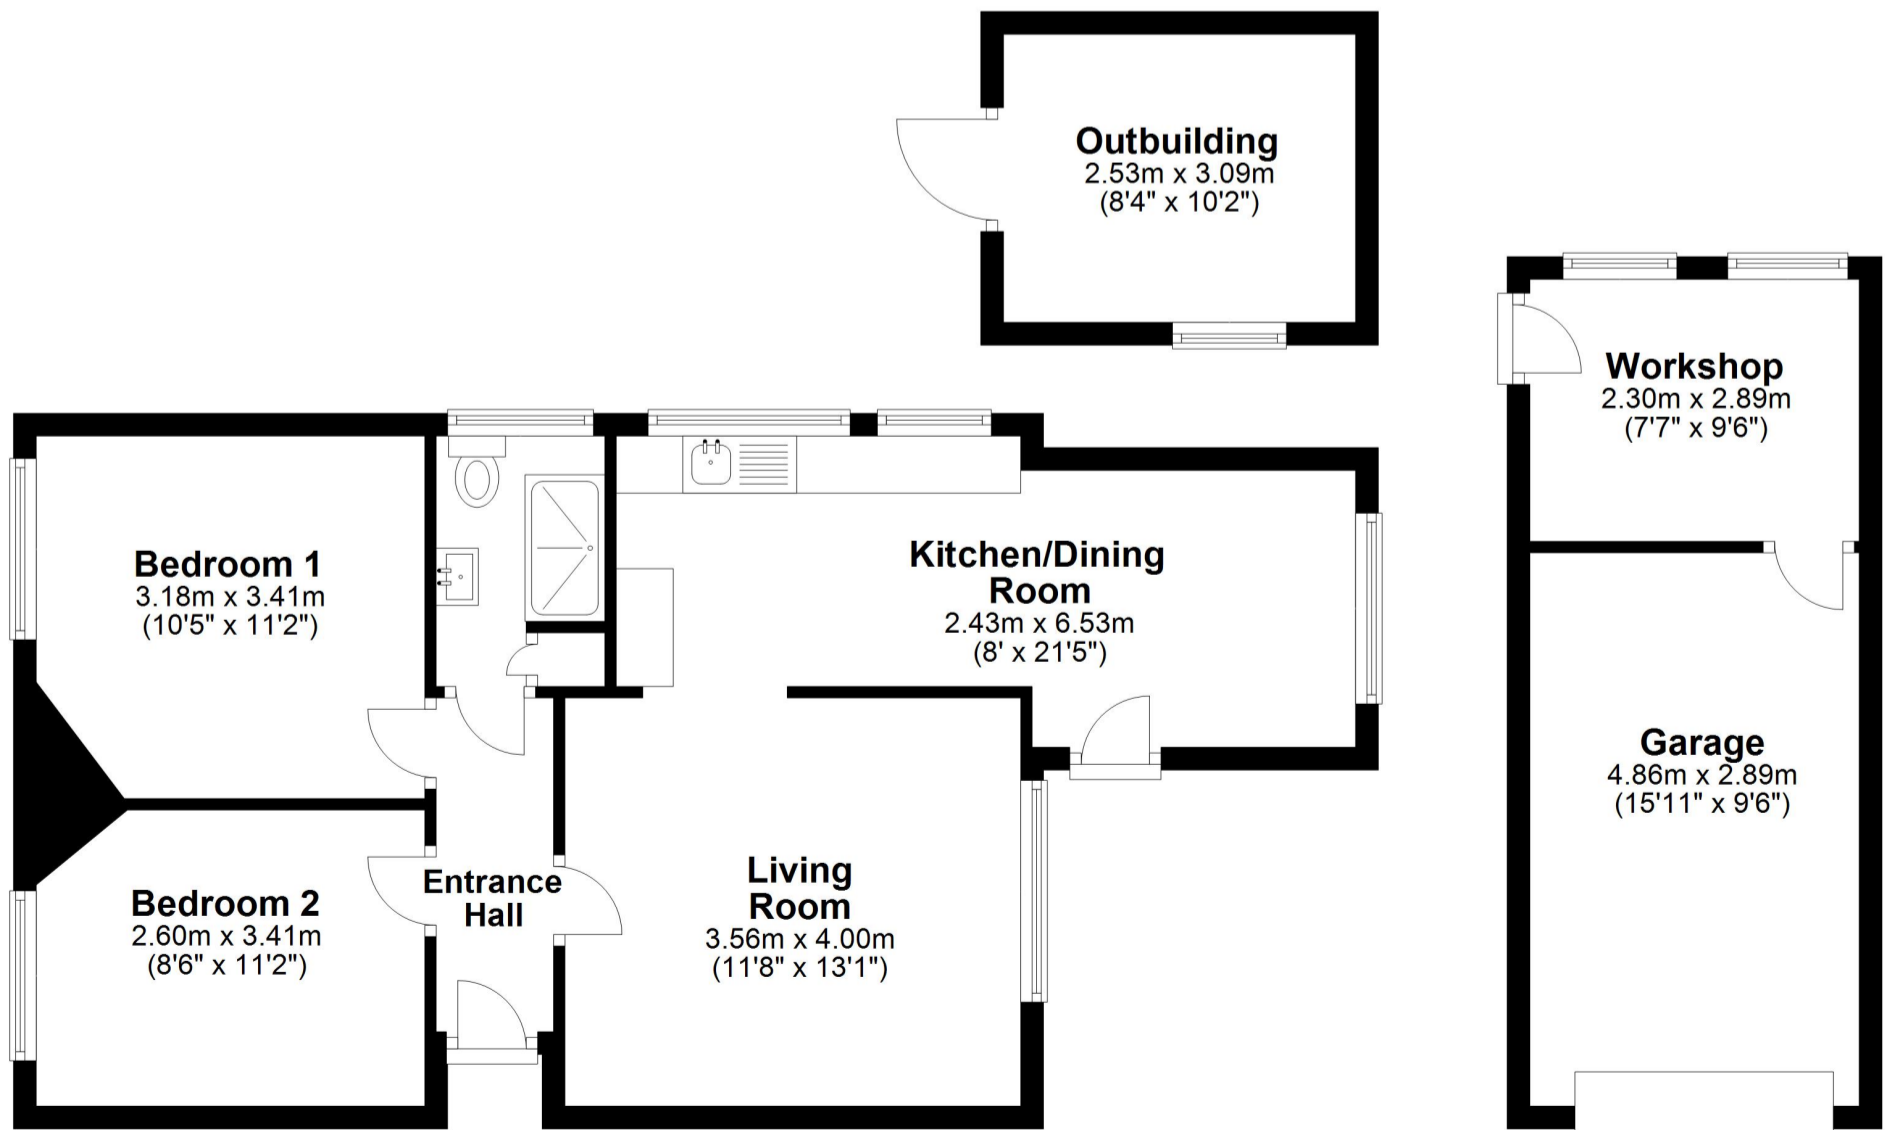 Outbuilding
2.53m x 3.09m
(8'4" x 10'2")
Workshop
2.30m x 2.89m
(7'7" x 9'6")
Bedroom 1
3.18m x 3.41m
(10'5" x 11'2")
Kitchen/Dining
Room
2.43m x 6.53m
(8' x 21'5")
Garage
4.86m x 2.89m
(15'11" x 9'6")
Bedroom 2
2.60m x 3.41m
(8'6" x 11'2")
Entrance
Hall
Living
Room
3.56m x 4.00m
(11'8" x 13'1")